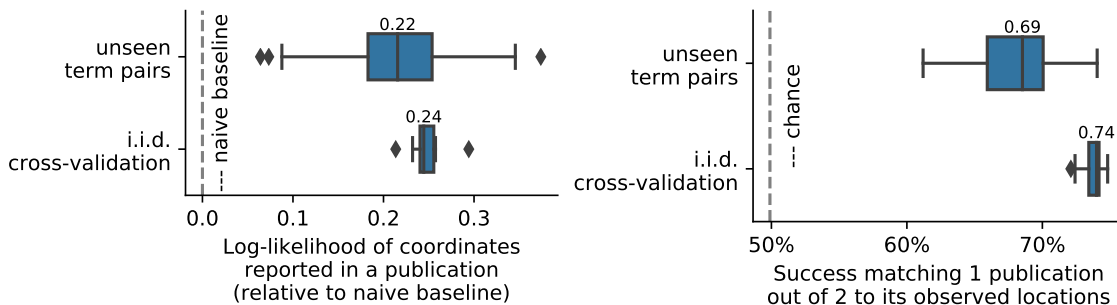 unseen
term pairs
i.i.d.
cross-validation
0.22
0.24
--- naive baseline
0.0 0.1 0.2 0.3
Log-likelihood of coordinates
reported in a publication
(relative to naive baseline)
unseen
term pairs
i.i.d.
cross-validation
0.69
0.74
--- chance
50% 60% 70%
Success matching 1 publication
out of 2 to its observed locations